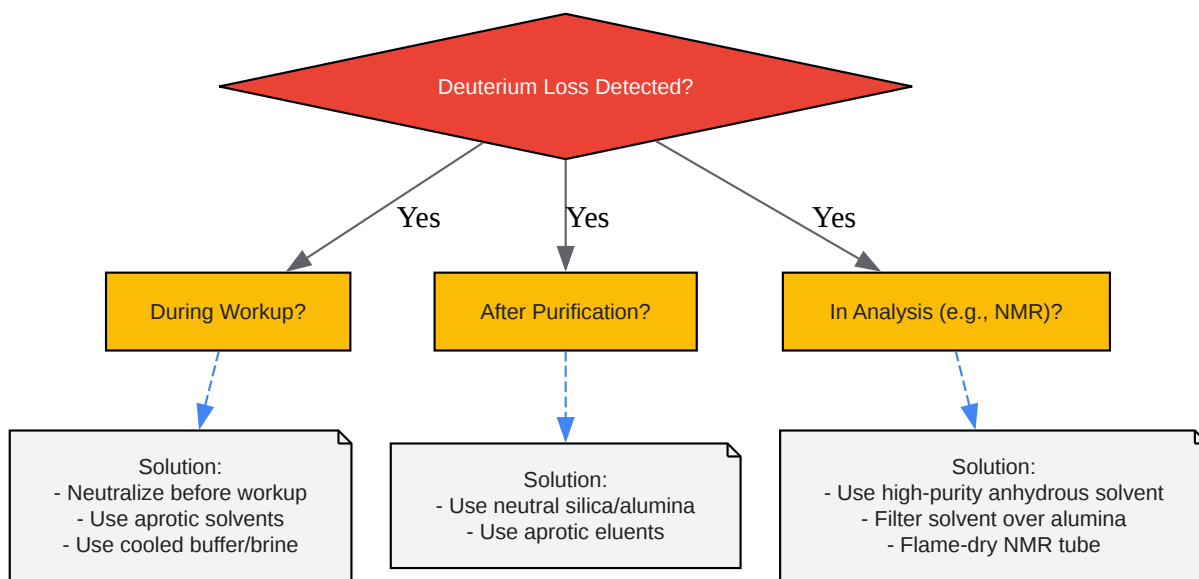 Deuterium Loss Detected?
Yes
Yes
Yes
During Workup?
After Purification?
In Analysis (e.g., NMR)?
Solution:
- Neutralize before workup
- Use aprotic solvents
- Use cooled buffer/brine
Solution:
- Use neutral silica/alumina
- Use aprotic eluents
Solution:
- Use high-purity anhydrous solvent
- Filter solvent over alumina
- Flame-dry NMR tube